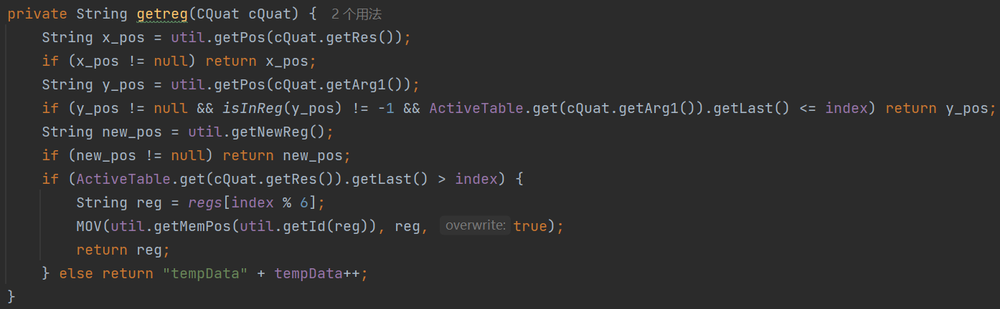 private String getreg(CQuat cQuat) { 2个用法
    String x_pos = util.getPos(cQuat.getRes());
    if (x_pos != null) return x_pos;
    String y_pos = util.getPos(cQuat.getArg1());
    if (y_pos != null && isInReg(y_pos) != -1 && ActiveTable.get(cQuat.getArg1()).getLast() <= index) return y_pos;
    String new_pos = util.getNewReg();
    if (new_pos != null) return new_pos;
    if (ActiveTable.get(cQuat.getRes()).getLast() > index) {
        String reg = regs[index % 6];
        MOV(util.getMemPos(util.getId(reg)), reg, overwrite: true);
        return reg;
    } else return "tempData" + tempData++;
}